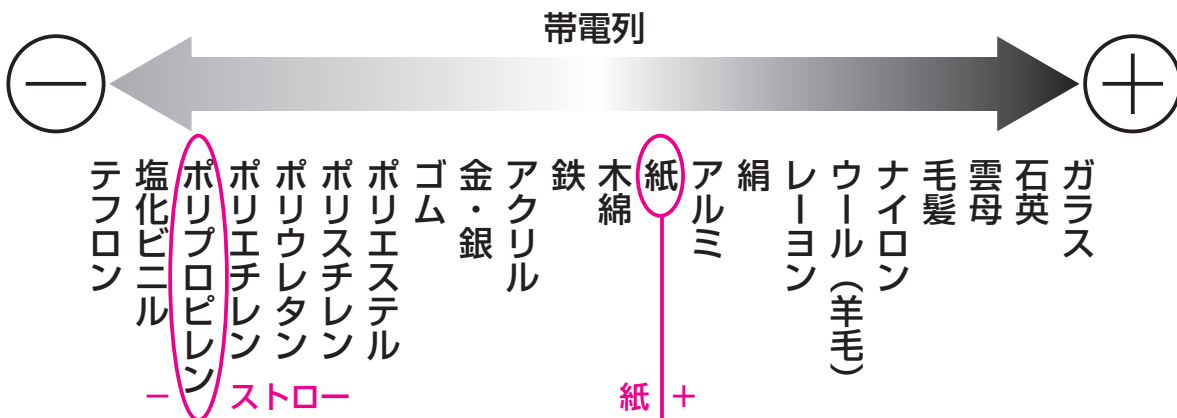 帯電列
－
＋
テフロン
塩化ビニル
ポリプロピレン
ポリエチレン
ポリウレタン
ポリスチレン
ポリエステル
ゴム
金・銀
アクリル
鉄
木綿
紙
アルミ
絹
レーヨン
ウール（羊毛）
ナイロン
毛髪
雲母
石英
ガラス
－ ストロー
紙 ＋